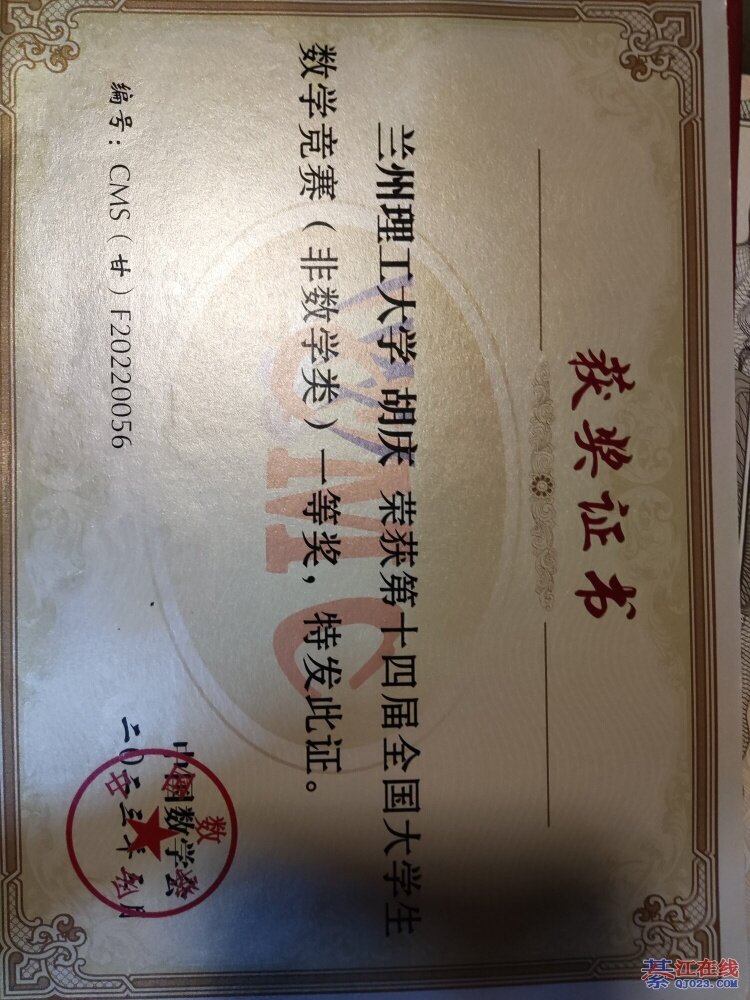 获奖证书
兰州理工大学 胡庆 荣获第十四届全国大学生
数学竞赛（非数学类）一等奖，特发此证。
CMC
编号：CMS（甘）F20220056
中国数学会
二〇二三年
綦江在线
QJ023.COM